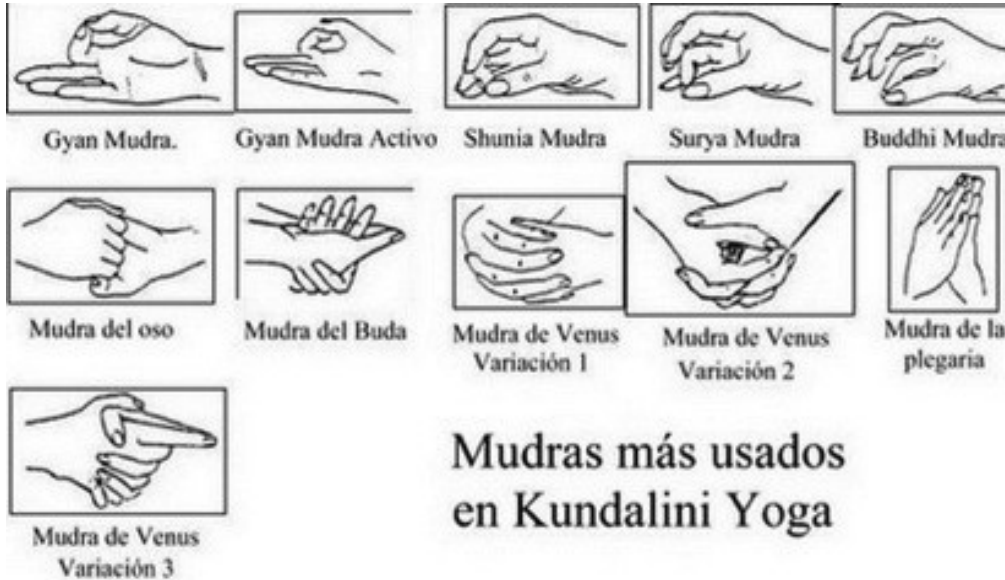 Gyan Mudra.
Gyan Mudra Activo
Shunia Mudra
Surya Mudra
Buddhi Mudra
Mudra del oso
Mudra del Buda
Mudra de Venus
Variación 1
Mudra de Venus
Variación 2
Mudra de la
plegaria
Mudra de Venus
Variación 3
Mudras más usados
en Kundalini Yoga